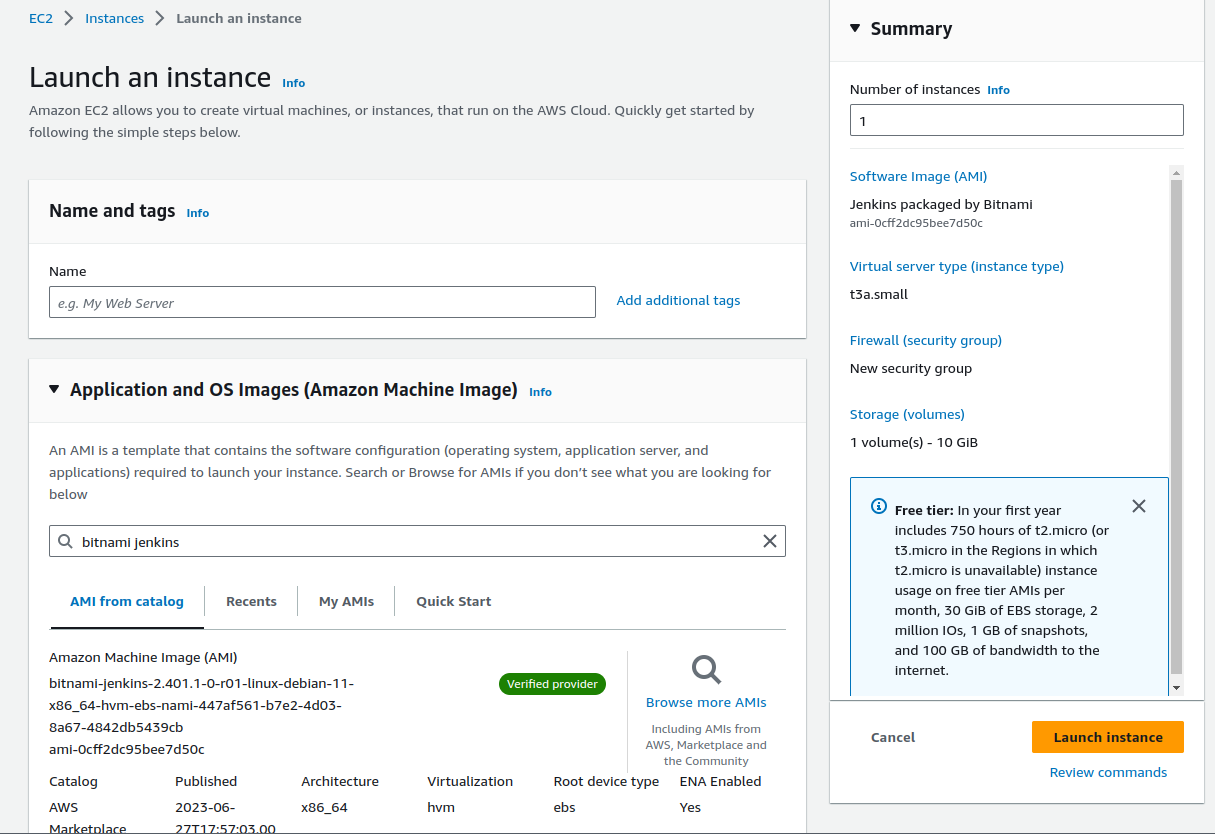 EC2 > Instances > Launch an instance
Launch an instance Info
Amazon EC2 allows you to create virtual machines, or instances, that run on the AWS Cloud. Quickly get started by
following the simple steps below.
Name and tags Info
Name
e.g. My Web Server
Add additional tags
Application and OS Images (Amazon Machine Image) Info
An AMI is a template that contains the software configuration (operating system, application server, and
applications) required to launch your instance. Search or Browse for AMIs if you don’t see what you are looking for
below
bitnami jenkins
AMI from catalog
Recents
My AMIs
Quick Start
Amazon Machine Image (AMI)
bitnami-jenkins-2.401.1-0-r01-linux-debian-11-
x86_64-hvm-ebs-nami-447af561-b7e2-4d03-
8a67-4842db5439cb
ami-0cff2dc95bee7d50c
Verified provider
Browse more AMIs
Including AMIs from
AWS, Marketplace and
the Community
Catalog Published Architecture Virtualization Root device type ENA Enabled
AWS 2023-06- x86_64 hvm ebs Yes
Marketplace 27T17:57:03.00
Summary
Number of instances Info
1
Software Image (AMI)
Jenkins packaged by Bitnami
ami-0cff2dc95bee7d50c
Virtual server type (instance type)
t3a.small
Firewall (security group)
New security group
Storage (volumes)
1 volume(s) - 10 GiB
Free tier: In your first year
includes 750 hours of t2.micro (or
t3.micro in the Regions in which
t2.micro is unavailable) instance
usage on free tier AMIs per
month, 30 GiB of EBS storage, 2
million IOs, 1 GB of snapshots,
and 100 GB of bandwidth to the
internet.
Cancel
Launch instance
Review commands